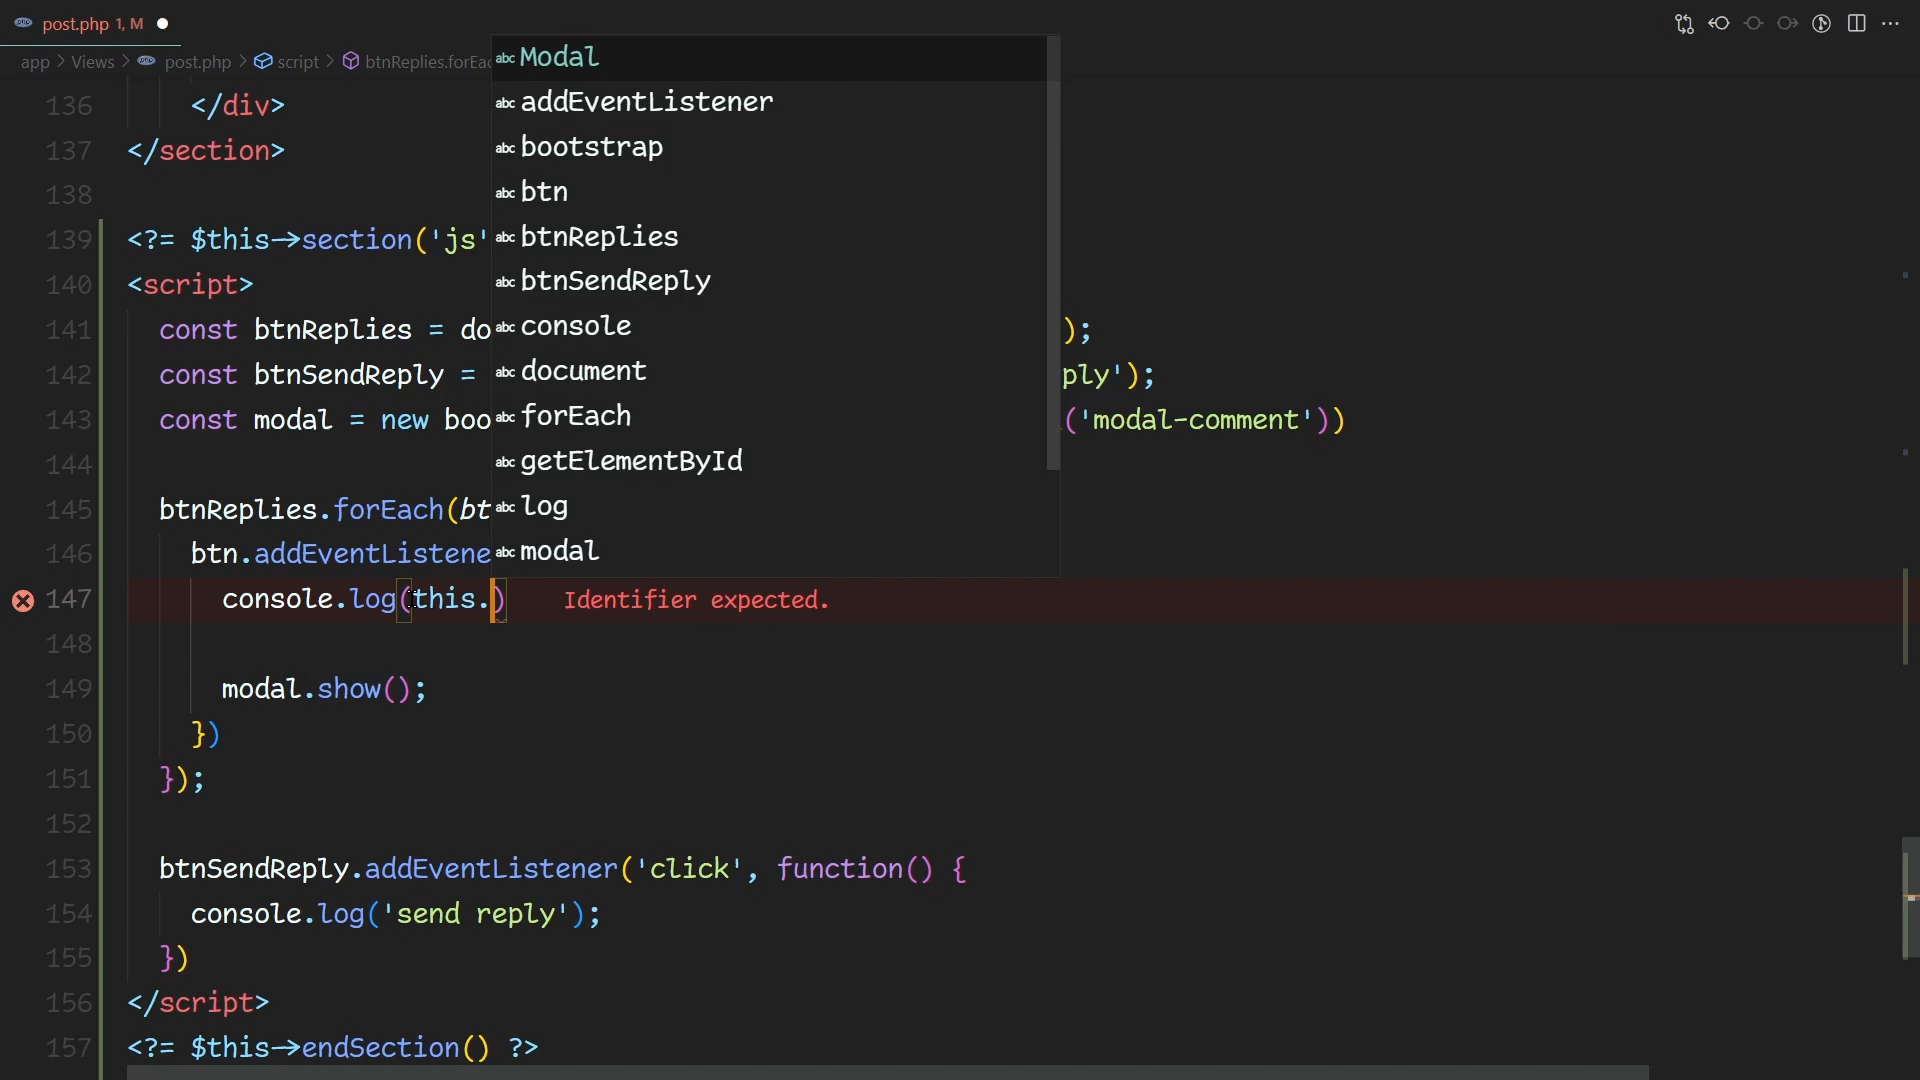 post.php 1, M
app > Views > post.php > script > btnReplies.forEac
Modal
addEventListener
bootstrap
btn
btnReplies
btnSendReply
console
document
forEach
getElementById
log
modal
136 </div>
137 </section>
138
139 <?= $this->section('js'
140 <script>
141 const btnReplies = do );
142 const btnSendReply = ply');
143 const modal = new boo ('modal-comment'))
144
145 btnReplies.forEach(bt
146 btn.addEventListene
147 console.log(this.) Identifier expected.
148
149 modal.show();
150 })
151 });
152
153 btnSendReply.addEventListener('click', function() {
154 console.log('send reply');
155 })
156 </script>
157 <?= $this->endSection() ?>